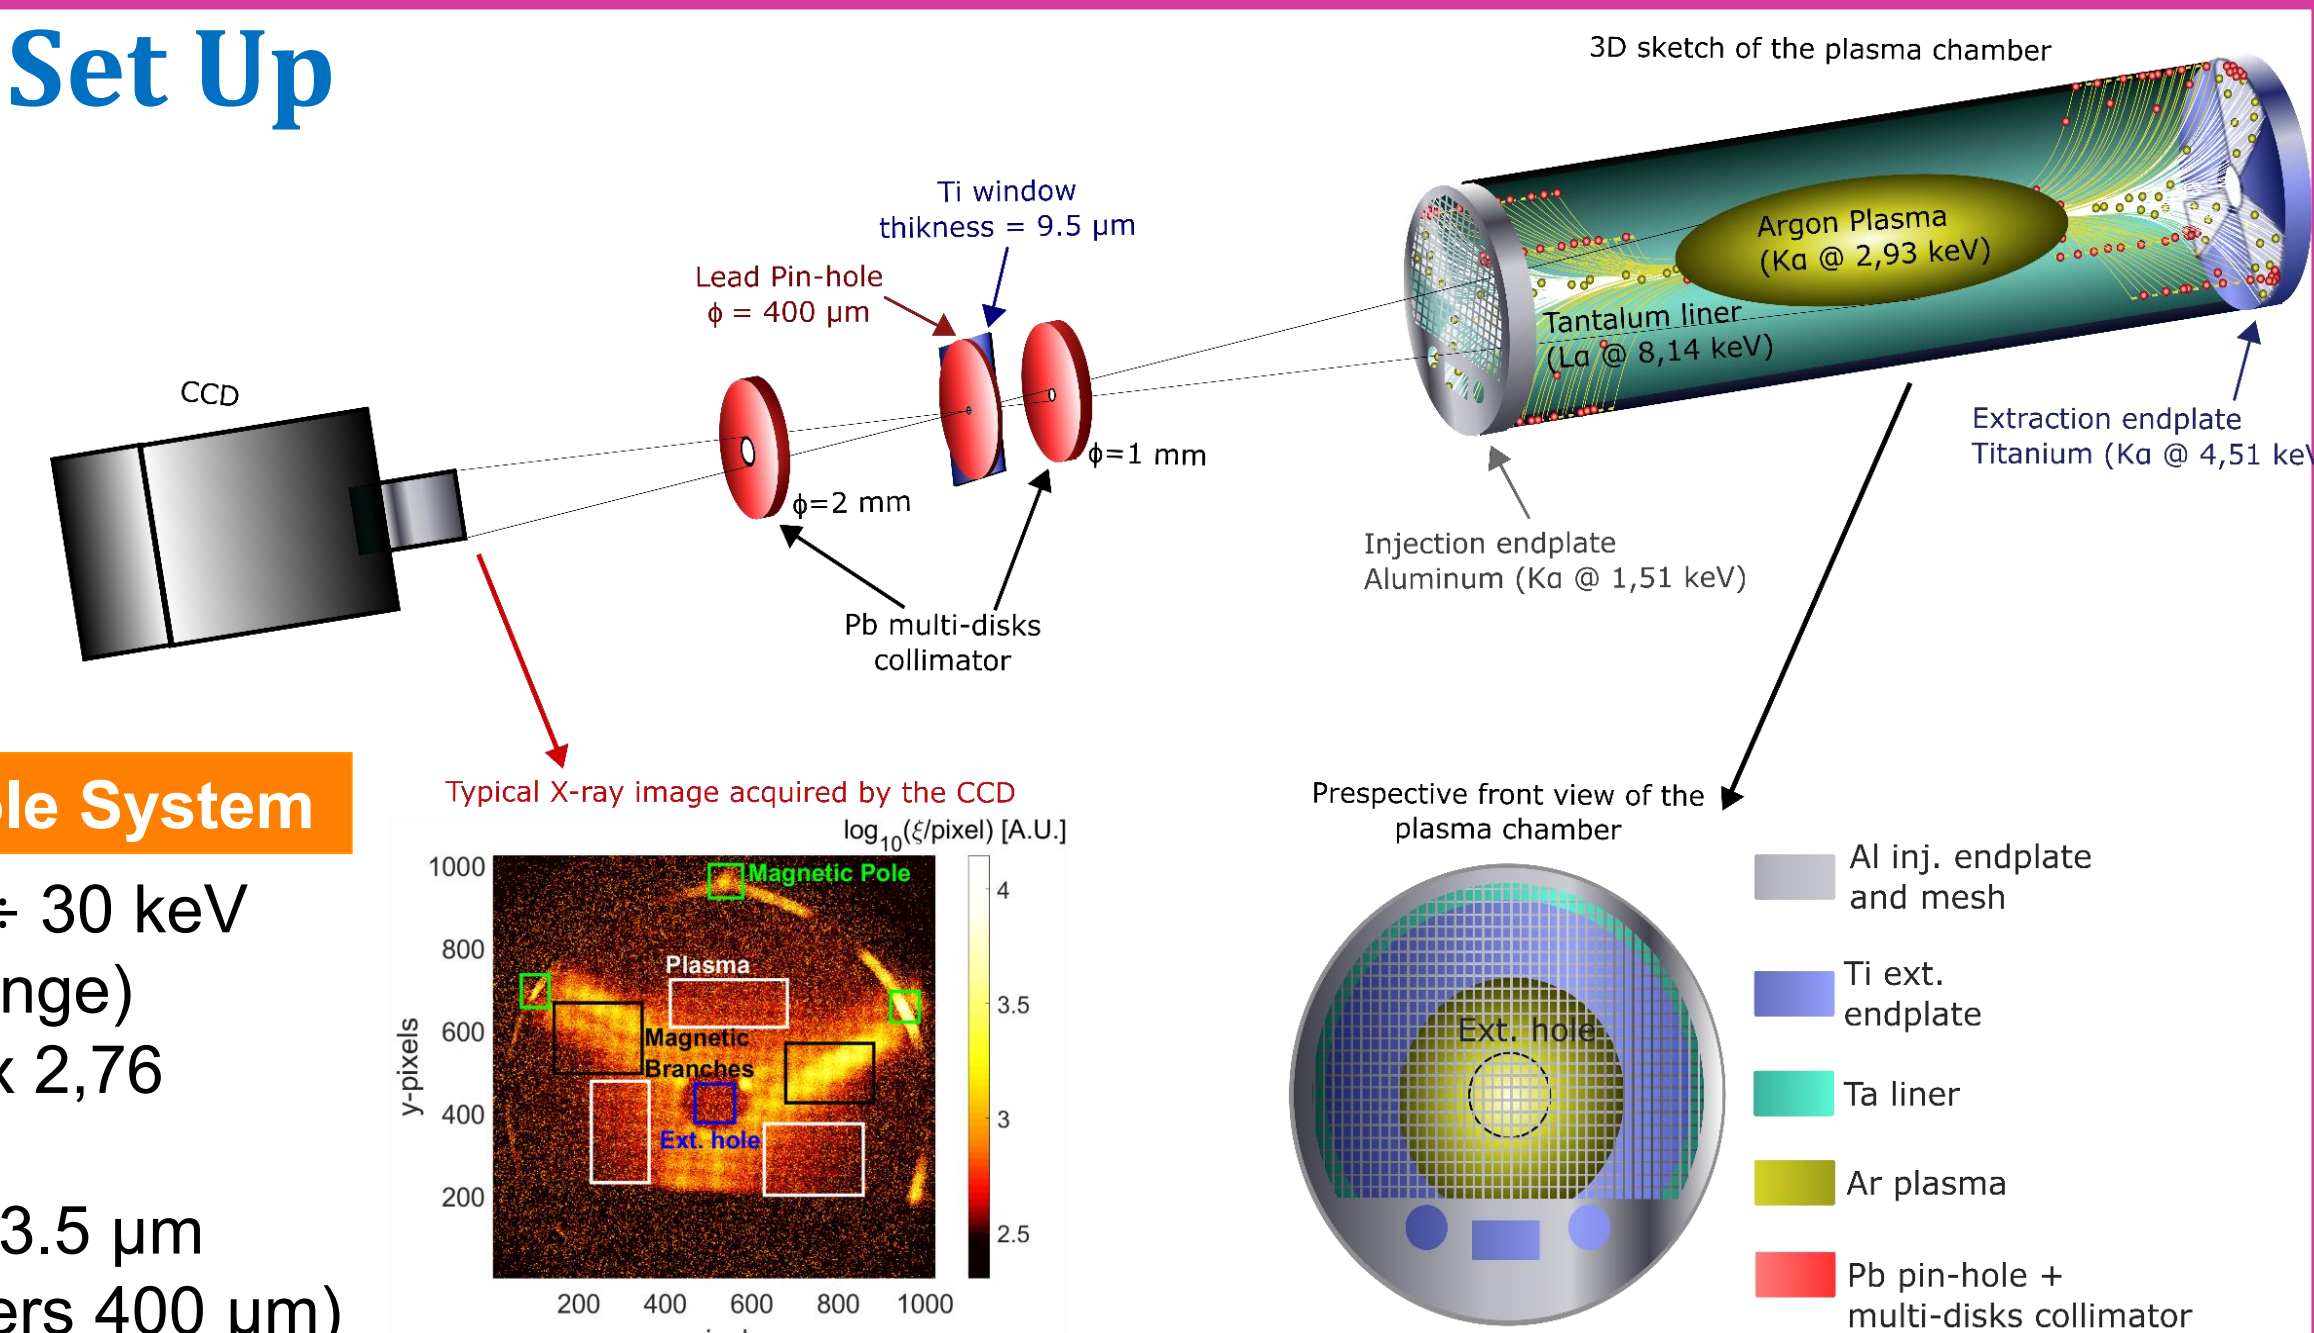 Set Up
3D sketch of the plasma chamber
Ti window
thikness = 9.5 µm
Lead Pin-hole
ϕ = 400 µm
CCD
Argon Plasma
(Kα @ 2,93 keV)
Tantalum liner
(Lα @ 8,14 keV)
ϕ=1 mm
ϕ=2 mm
Extraction endplate
Titanium (Kα @ 4,51 keV
Injection endplate
Aluminum (Kα @ 1,51 keV)
Pb multi-disks
collimator
le System
÷ 30 keV
nge)
x 2,76
3.5 µm
ers 400 µm)
Typical X-ray image acquired by the CCD
log10(ξ/pixel) [A.U.]
1000
800
600
400
200
y-pixels
Magnetic Pole
Plasma
Magnetic
Branches
Ext. hole
4
3.5
3
2.5
200 400 600 800 1000
Prespective front view of the
plasma chamber
Ext. hole
Al inj. endplate
and mesh
Ti ext.
endplate
Ta liner
Ar plasma
Pb pin-hole +
multi-disks collimator